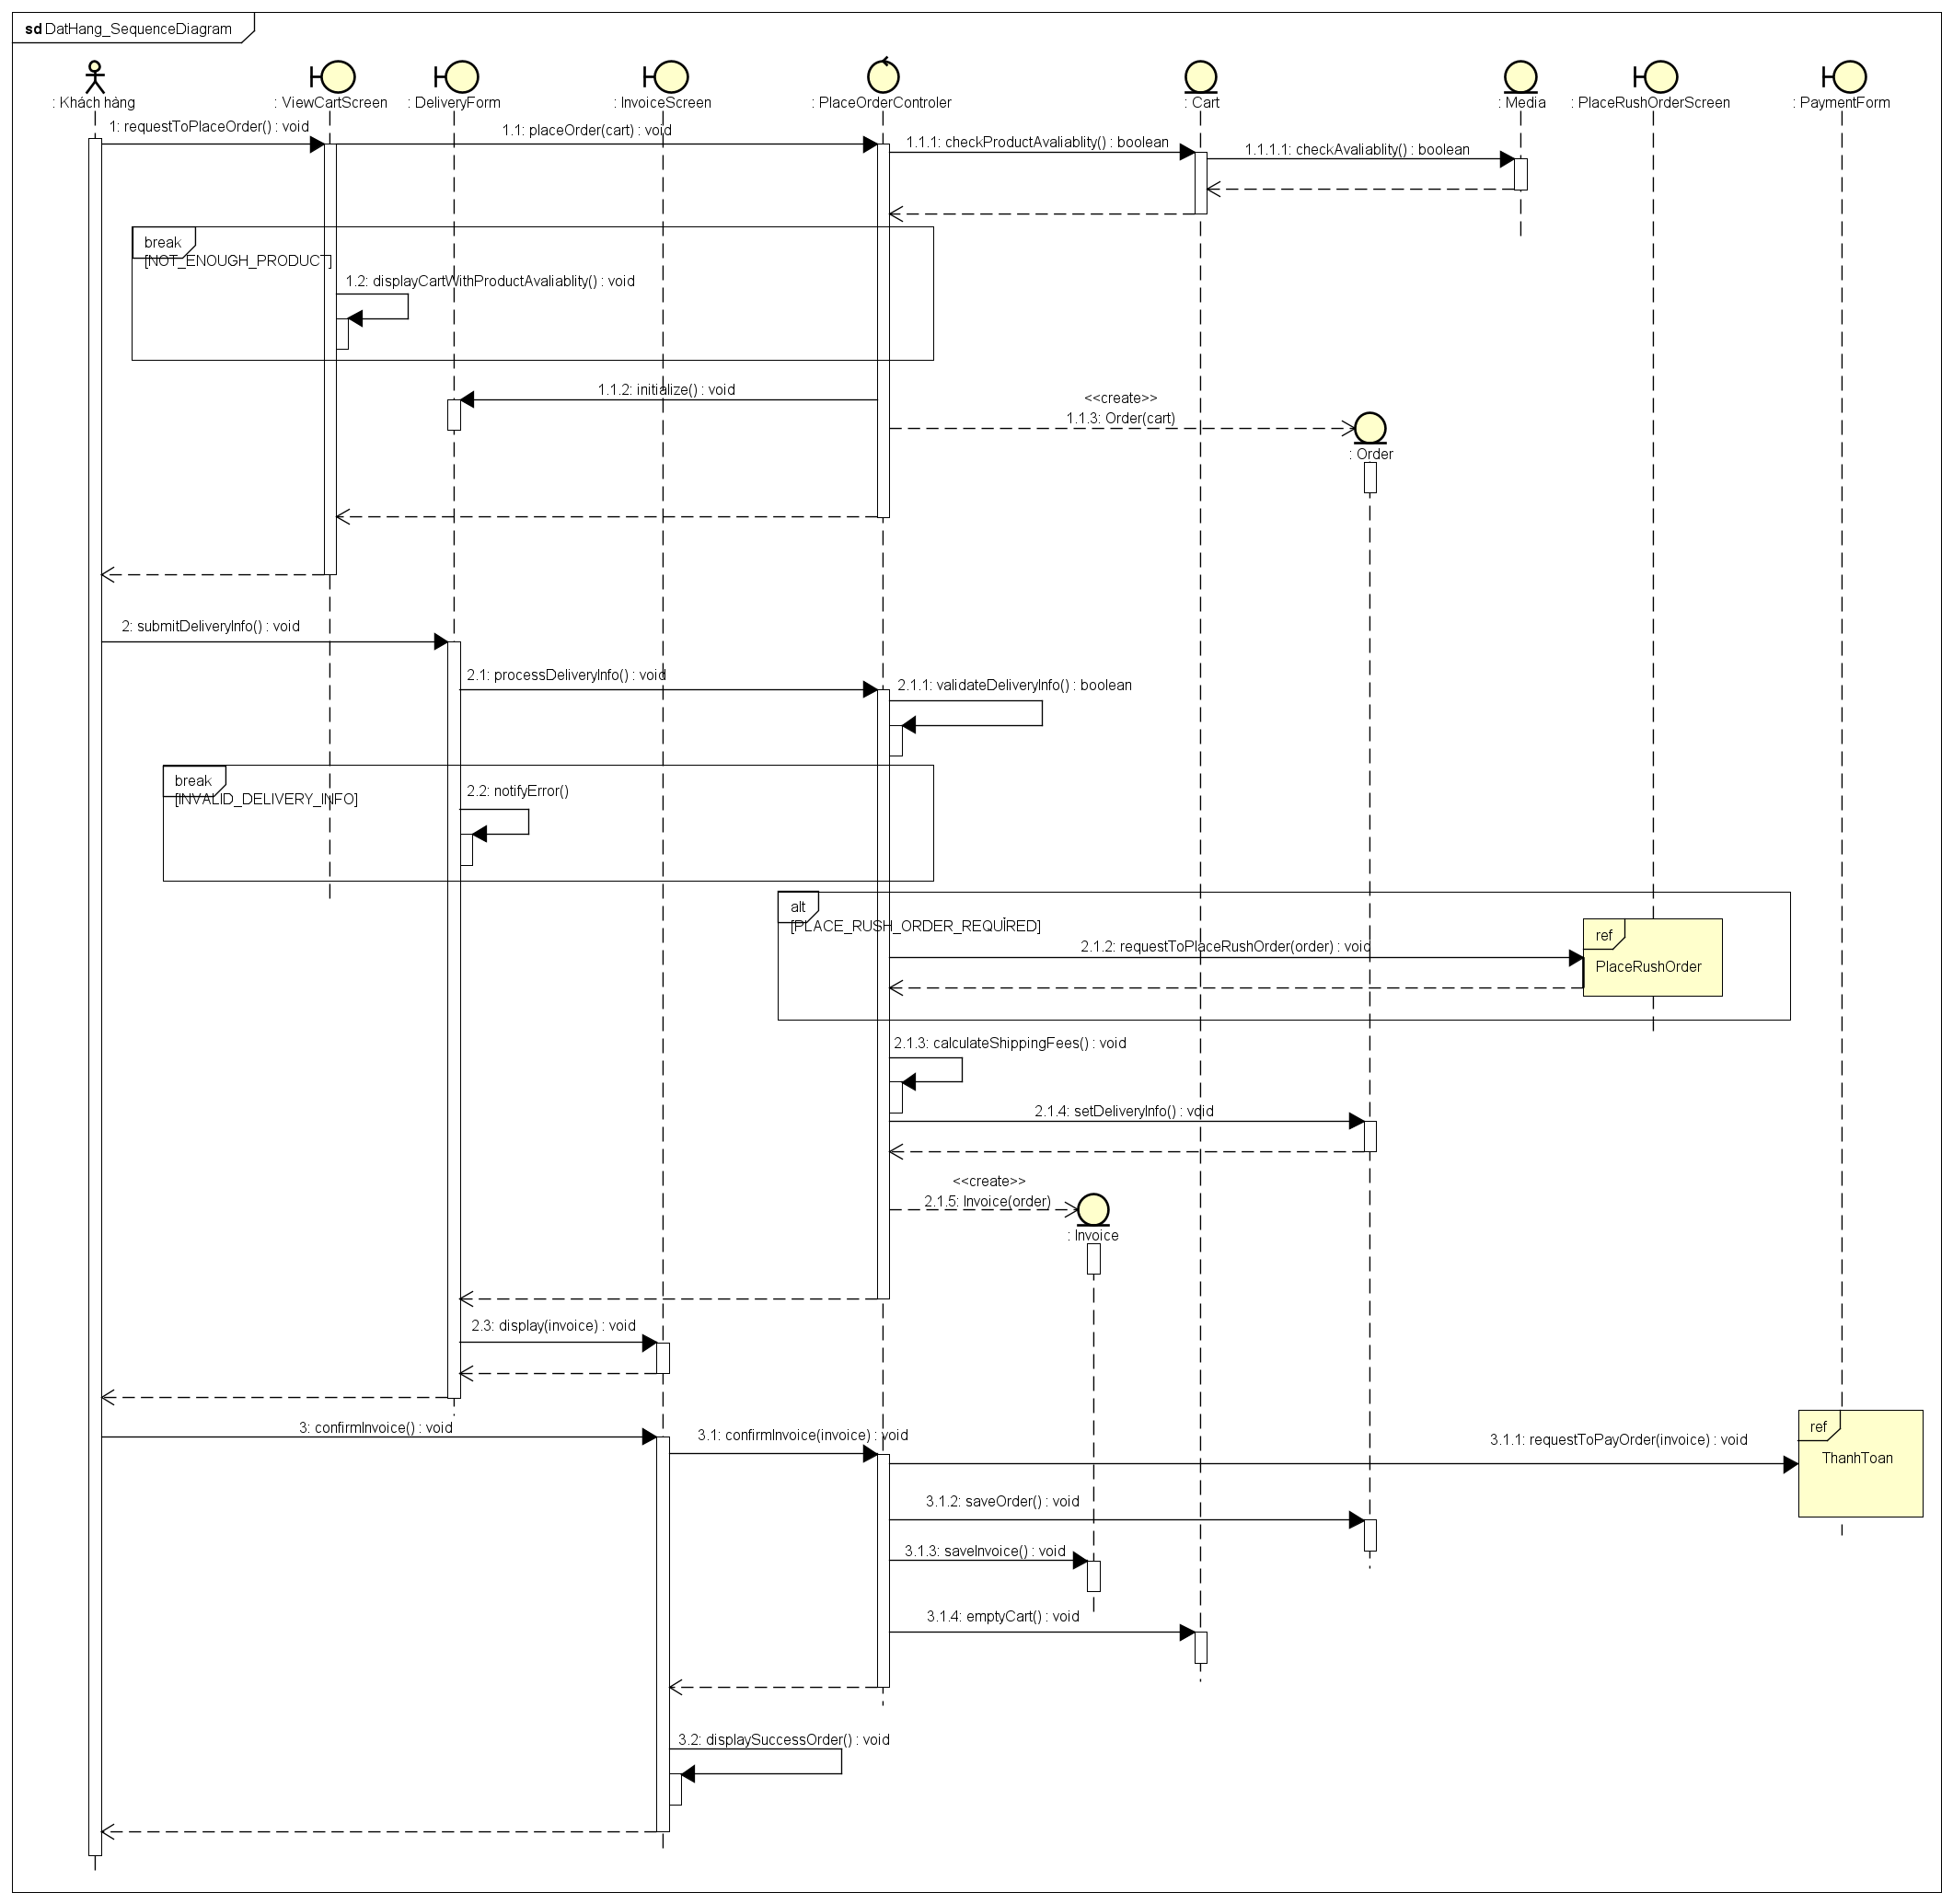 sd DatHang_SequenceDiagram
: Khách hàng
: ViewCartScreen
: DeliveryForm
: InvoiceScreen
: PlaceOrderControler
: Cart
: Media
: PlaceRushOrderScreen
: PaymentForm
1: requestToPlaceOrder() : void
1.1: placeOrder(cart) : void
1.1.1: checkProductAvaliablity() : boolean
1.1.1.1: checkAvaliablity() : boolean
break
[NOT_ENOUGH_PRODUCT]
1.2: displayCartWithProductAvaliablity() : void
1.1.2: initialize() : void
<<create>>
1.1.3: Order(cart)
: Order
2: submitDeliveryInfo() : void
2.1: processDeliveryInfo() : void
2.1.1: validateDeliveryInfo() : boolean
break
[INVALID_DELIVERY_INFO]
2.2: notifyError()
alt
[PLACE_RUSH_ORDER_REQUIRED]
2.1.2: requestToPlaceRushOrder(order) : void
ref
PlaceRushOrder
2.1.3: calculateShippingFees() : void
2.1.4: setDeliveryInfo() : void
<<create>>
2.1.5: Invoice(order)
: Invoice
2.3: display(invoice) : void
3: confirmInvoice() : void
3.1: confirmInvoice(invoice) : void
3.1.1: requestToPayOrder(invoice) : void
ref
ThanhToan
3.1.2: saveOrder() : void
3.1.3: saveInvoice() : void
3.1.4: emptyCart() : void
3.2: displaySuccessOrder() : void